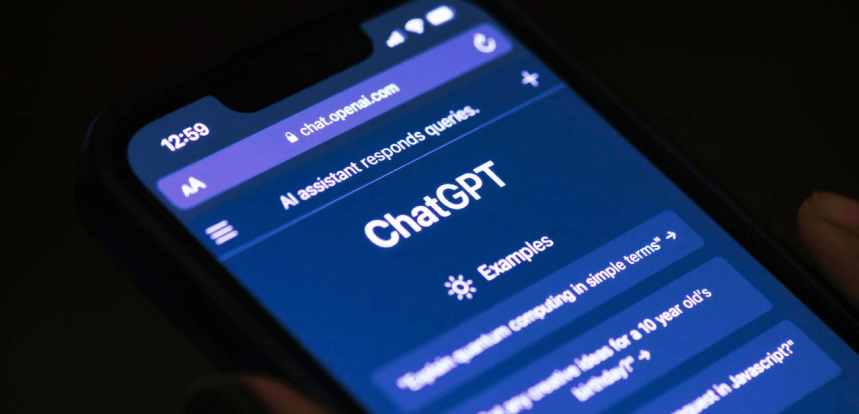 12:59
chat.openai.com
AA
AI assistant responds queries.
ChatGPT
Examples
"Explain quantum computing in simple terms" →
any creative ideas for a 10 year old's
birthday?" →
in Javascript?"